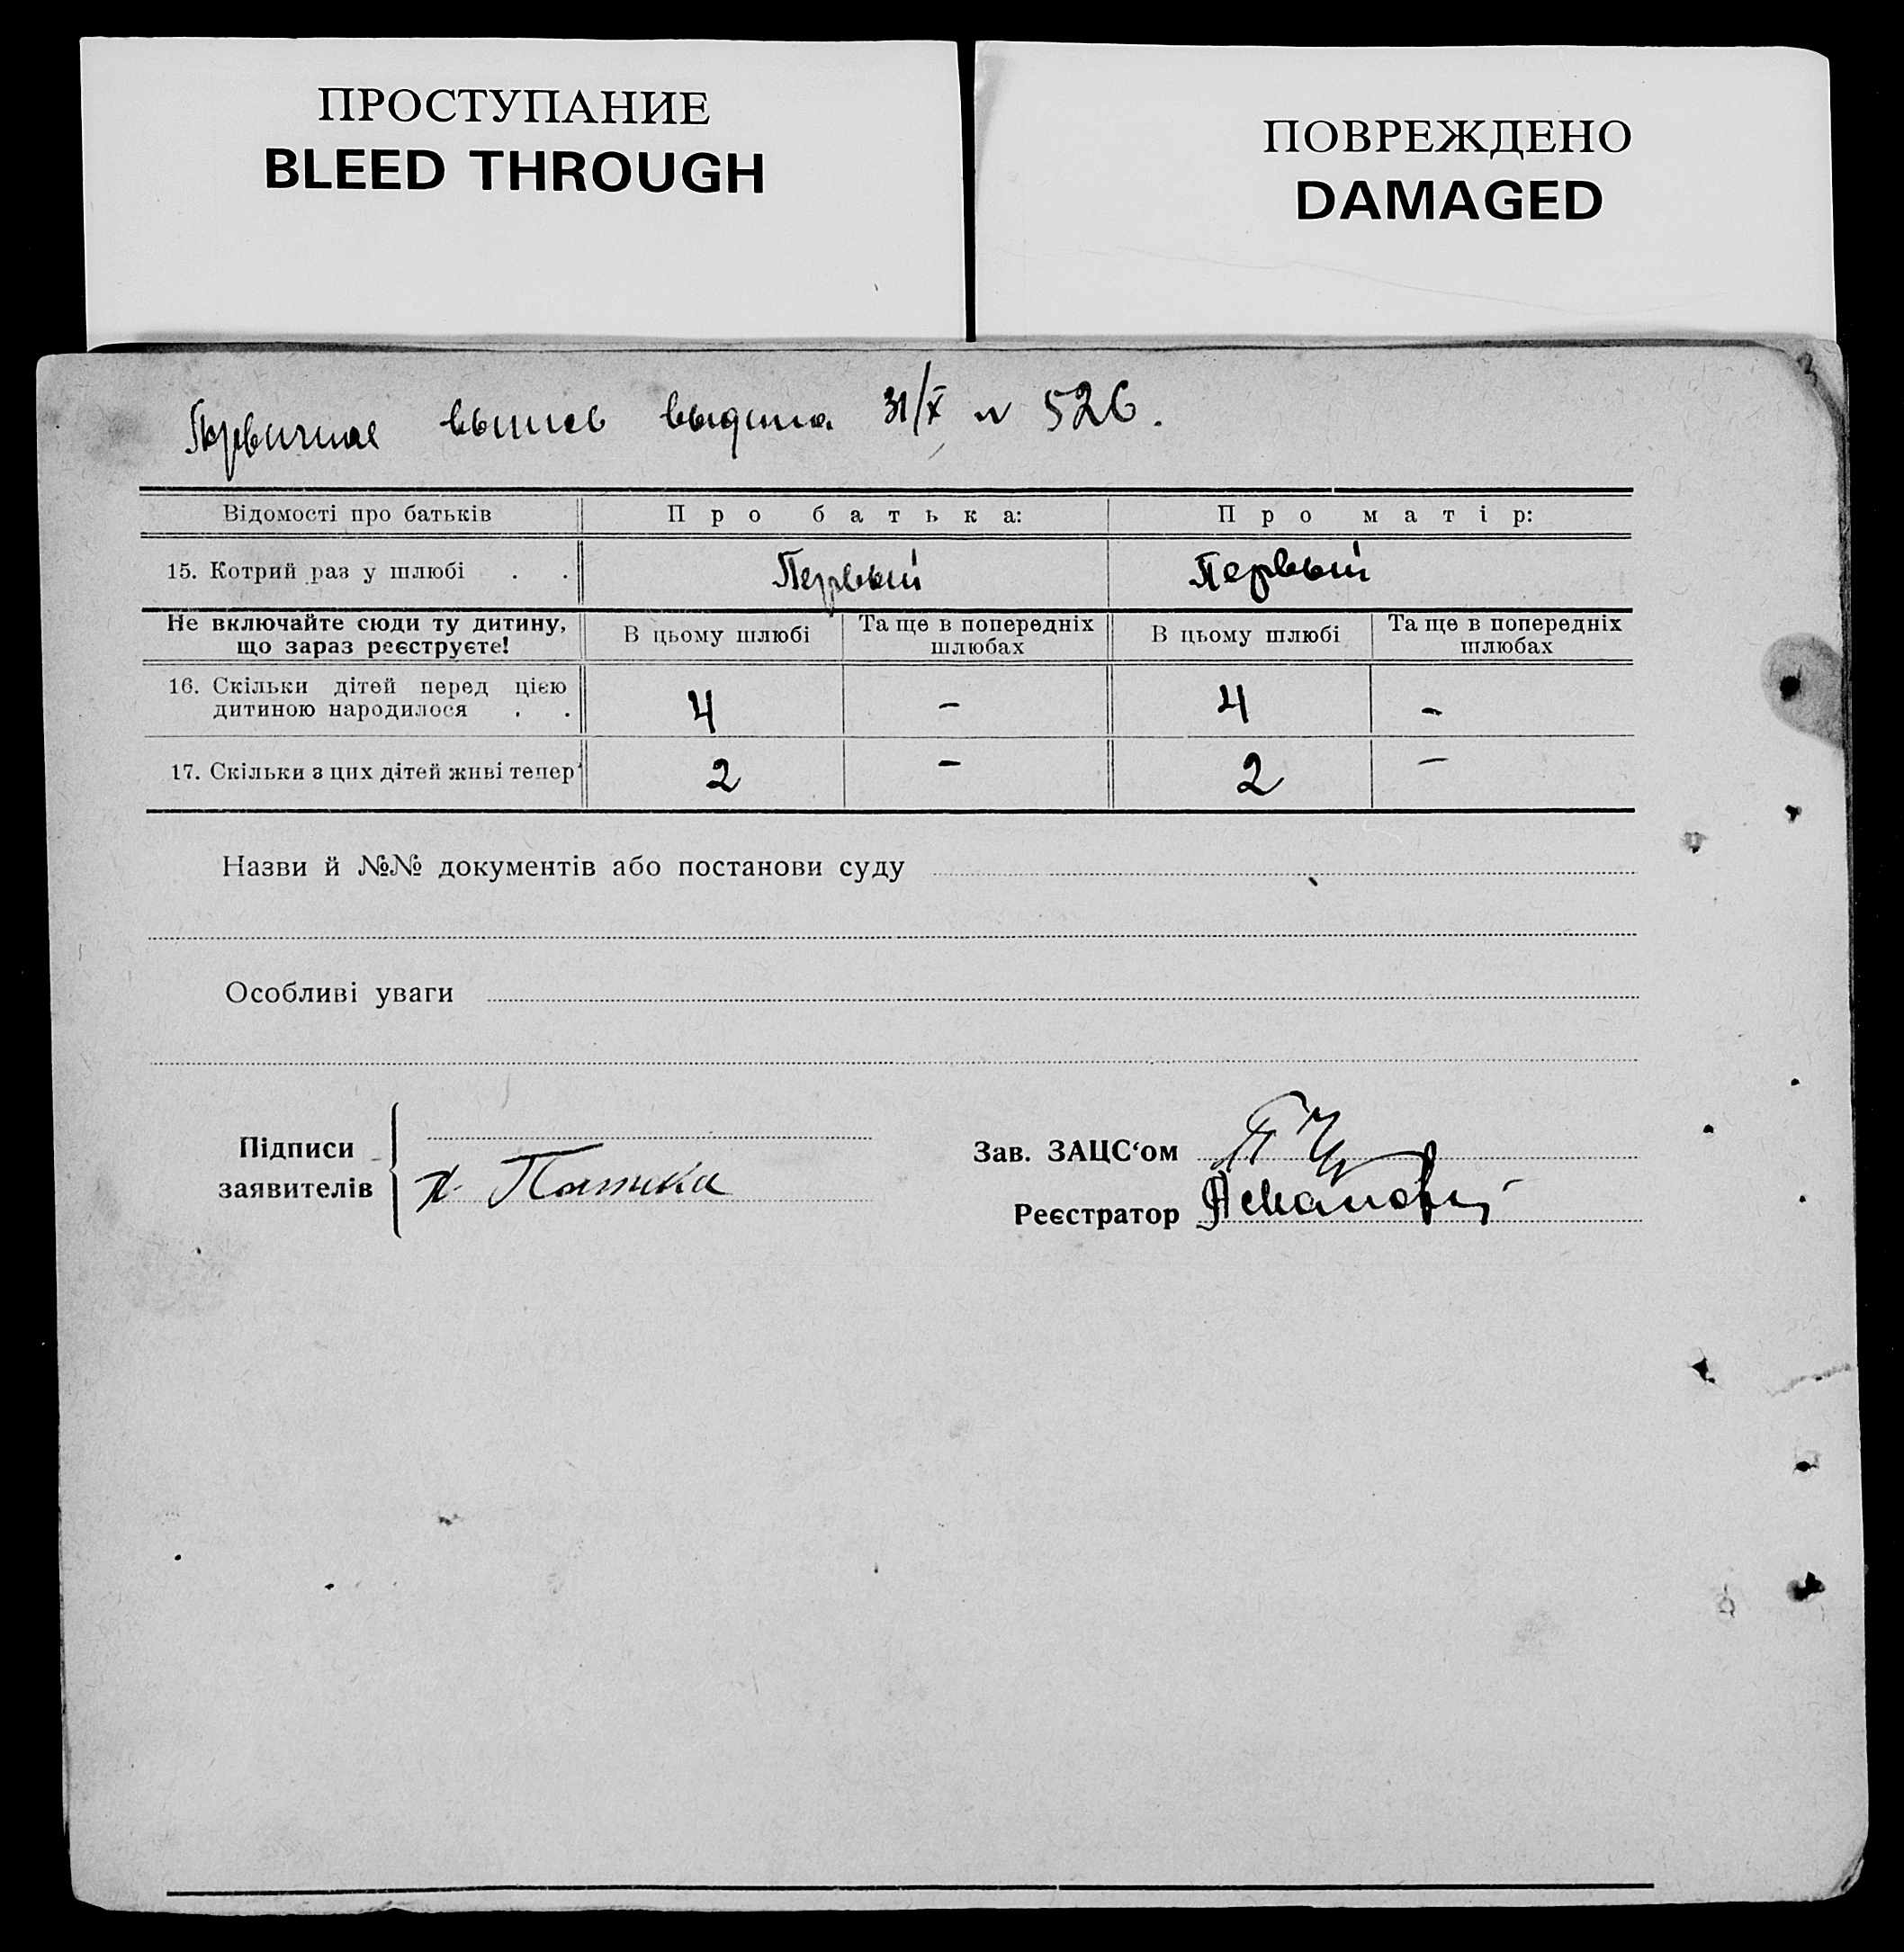 ПРОСТУПАНИЕ
BLEED THROUGH
ПОВРЕЖДЕНО
DAMAGED
Первичная выпись выдана 31/X № 526.
Відомості про батьків Про батька: Про матір:
15. Котрий раз у шлюбі . . Первый Первый
Не включайте сюди ту дитину, що зараз реєструєте! В цьому шлюбі Та ще в попередніх шлюбах В цьому шлюбі Та ще в попередніх шлюбах
16. Скільки дітей перед цією дитиною народилося . . 4 – 4 –
17. Скільки з цих дітей живі тепер 2 – 2 –
Назви й №№ документів або постанови суду
Особливі уваги
Підписи
заявителів
Зав. ЗАЦС‘ом
Реєстратор